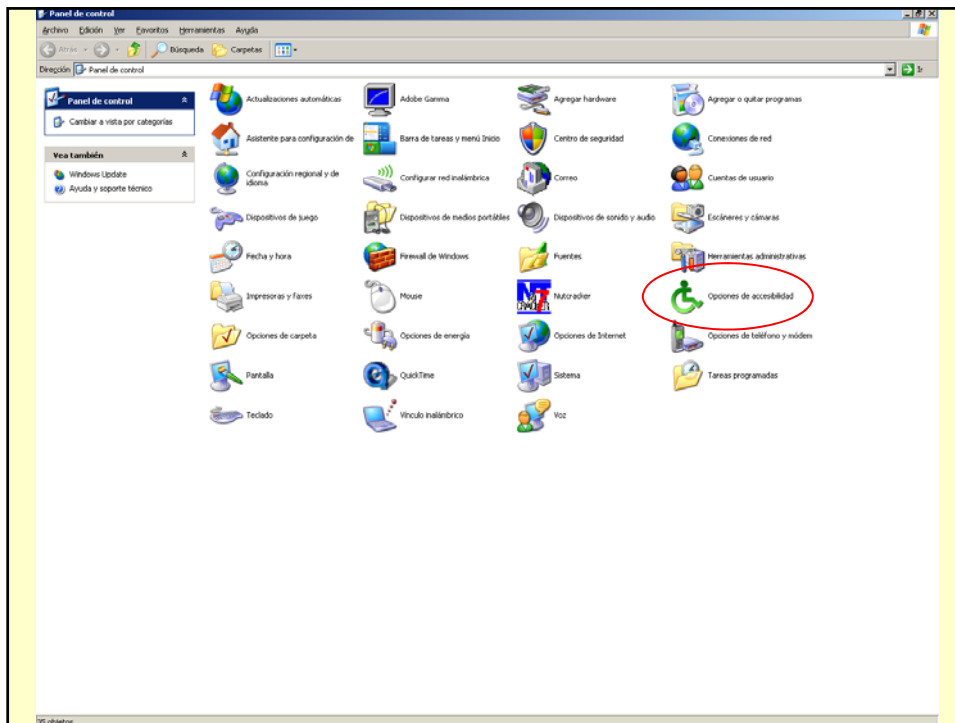 Panel de control
Archivo Edición Ver Favoritos Herramientas Ayuda
Atrás Búsqueda Carpetas
Dirección Panel de control
Panel de control
Cambiar a vista por categorías
Vea también
Windows Update
Ayuda y soporte técnico
Actualizaciones automáticas Adobe Gamma Agregar hardware Agregar o quitar programas
Asistente para configuración de Barra de tareas y menú Inicio Centro de seguridad Conexiones de red
Configuración regional y de
idioma
Configurar red inalámbrica Correo Cuentas de usuario
Dispositivos de juego Dispositivos de medios portátiles Dispositivos de sonido y audio Escáneres y cámaras
Fecha y hora Firewall de Windows Fuentes Herramientas administrativas
Impresoras y faxes Mouse Nutcracker Opciones de accesibilidad
Opciones de carpeta Opciones de energía Opciones de Internet Opciones de teléfono y módem
Pantalla QuickTime Sistema Tareas programadas
Teclado Vínculo inalámbrico Voz
35 objetos